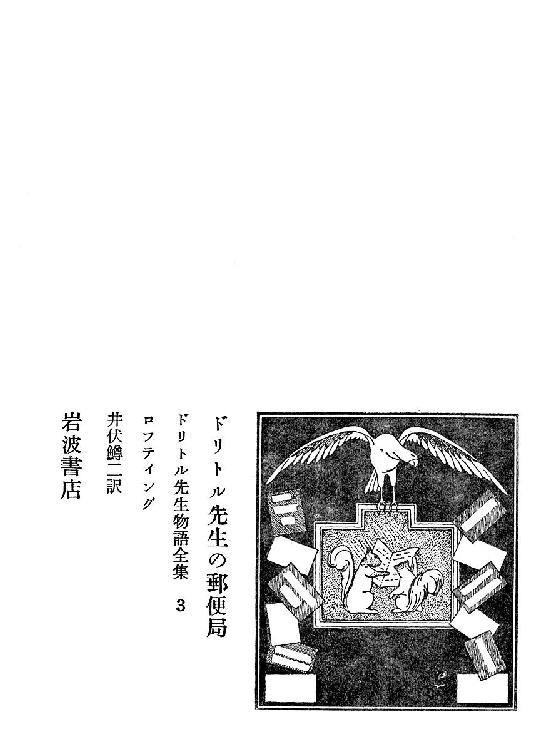 ドリトル先生の郵便局
ドリトル先生物語全集 3
ロフティング
井伏鱒二訳
岩波書店